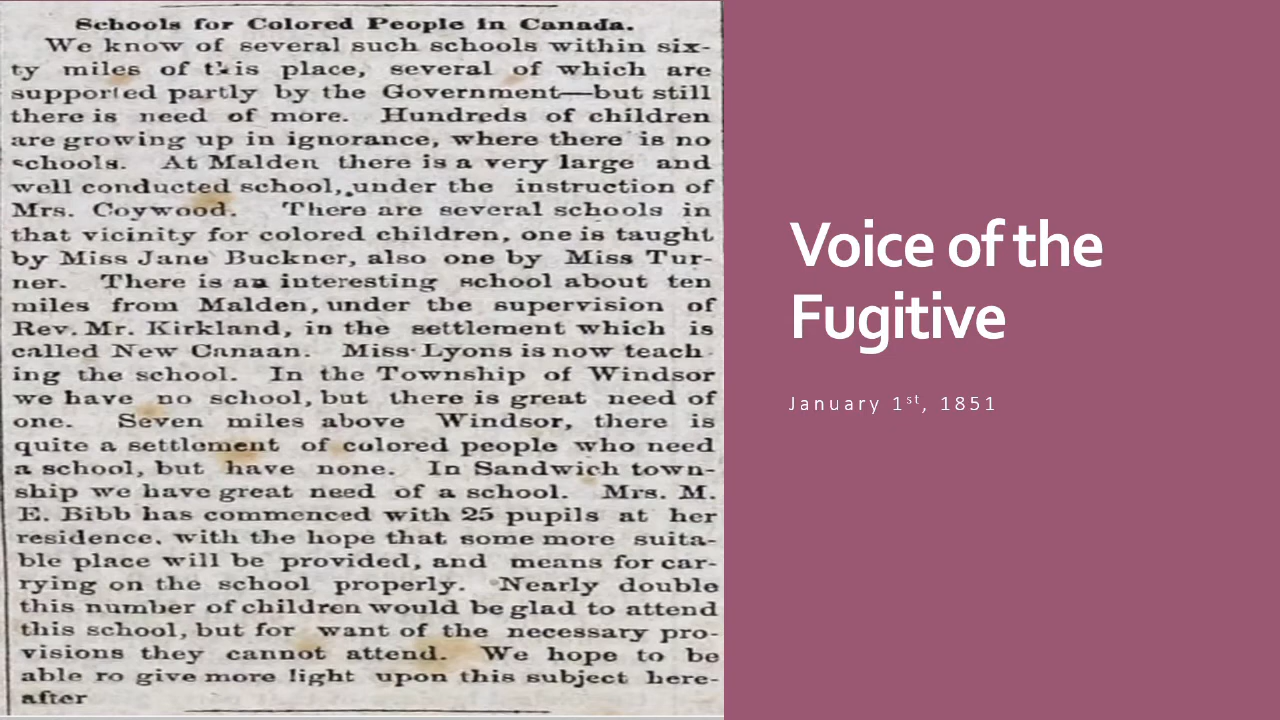 Schools for Colored People in Canada.
We know of several such schools within six-
ty miles of this place, several of which are
supported partly by the Government—but still
there is need of more. Hundreds of children
are growing up in ignorance, where there is no
schools. At Malden there is a very large and
well conducted school, under the instruction of
Mrs. Coywood. There are several schools in
that vicinity for colored children, one is taught
by Miss Jane Buckner, also one by Miss Tur-
ner. There is an interesting school about ten
miles from Malden, under the supervision of
Rev. Mr. Kirkland, in the settlement which is
called New Canaan. Miss Lyons is now teach-
ing the school. In the Township of Windsor
we have no school, but there is great need of
one. Seven miles above Windsor, there is
quite a settlement of colored people who need
a school, but have none. In Sandwich town-
ship we have great need of a school. Mrs. M.
E. Bibb has commenced with 25 pupils at her
residence, with the hope that some more suita-
ble place will be provided, and means for car-
rying on the school properly. Nearly double
this number of children would be glad to attend
this school, but for want of the necessary pro-
visions they cannot attend. We hope to be
able ro give more light upon this subject here-
after
Voice of the
Fugitive
January 1st, 1851